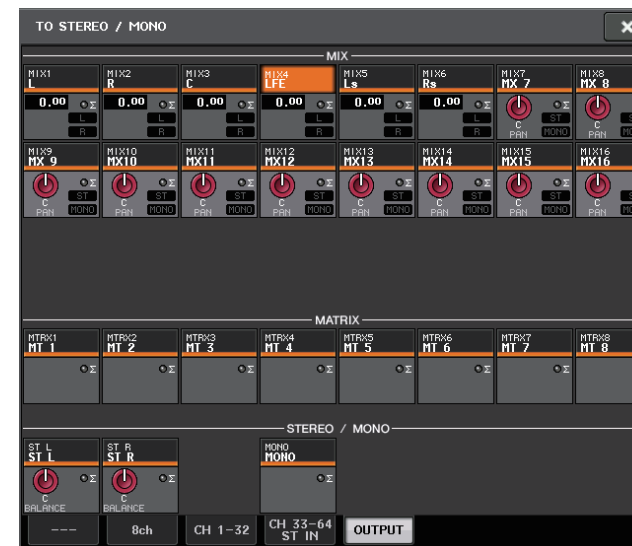 TO STEREO / MONO
MIX
MIX1 MIX2 MIX3 MIX4 MIX5 MIX6 MIX7 MIX8
L R C LFE Ls Rs MX 7 MX 8
0.00 Σ 0.00 Σ 0.00 Σ 0.00 Σ 0.00 Σ 0.00 Σ Σ
L L L L L L ST
R R R R R R C PAN MONO C PAN
MIX9 MIX10 MIX11 MIX12 MIX13 MIX14 MIX15 MIX16
MX 9 MX10 MX11 MX12 MX13 MX14 MX15 MX16
Σ Σ Σ Σ Σ Σ Σ
ST ST ST ST ST ST ST
C C C C C C C C
PAN MONO PAN MONO PAN MONO PAN MONO PAN MONO PAN MONO PAN MONO PAN
MATRIX
MTRX1 MTRX2 MTRX3 MTRX4 MTRX5 MTRX6 MTRX7 MTRX8
MT 1 MT 2 MT 3 MT 4 MT 5 MT 6 MT 7 MT 8
Σ Σ Σ Σ Σ Σ Σ
STEREO / MONO
ST L ST R MONO
ST L ST R MONO
Σ Σ Σ
C C
BALANCE BALANCE
--- 8ch CH 1-32 CH 33-64 ST IN OUTPUT